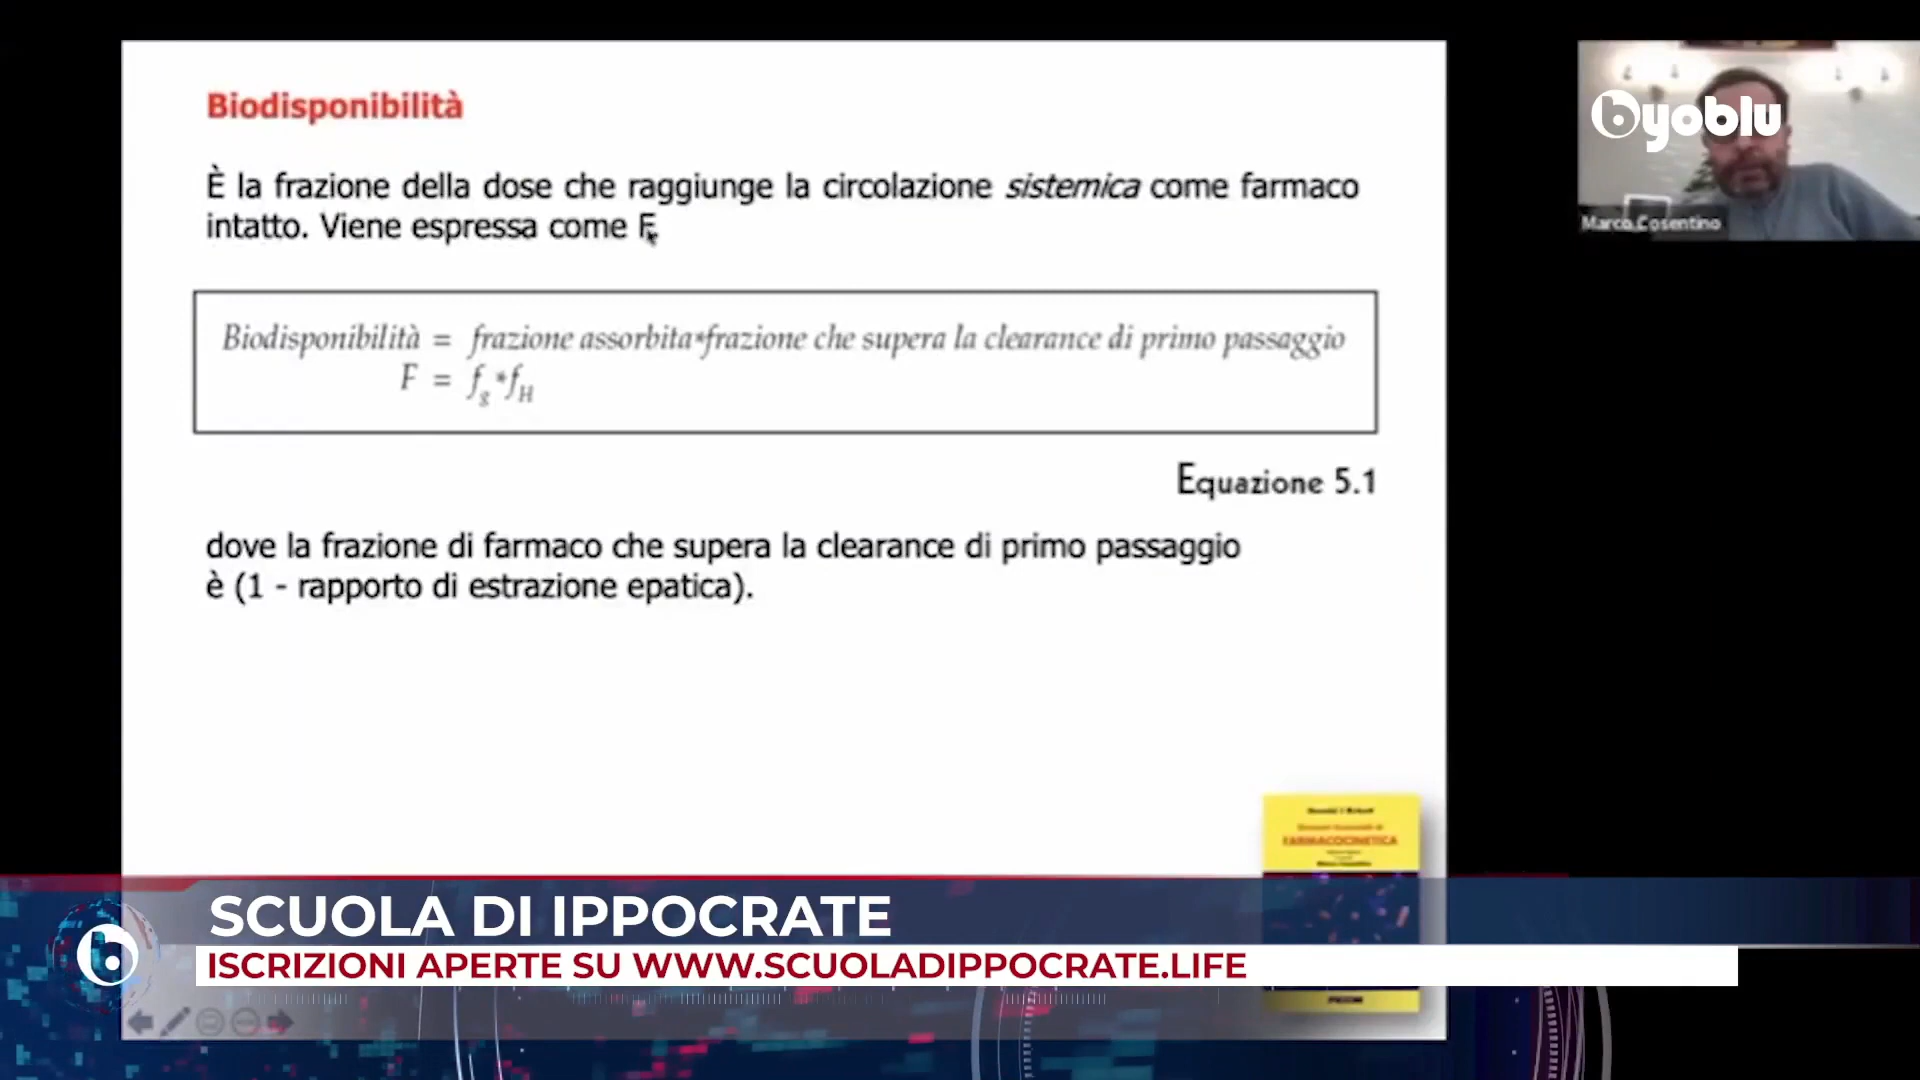 Biodisponibilità
È la frazione della dose che raggiunge la circolazione sistemica come farmaco
intatto. Viene espressa come F.
Biodisponibilità = frazione assorbita*frazione che supera la clearance di primo passaggio
F = fg*fH
Equazione 5.1
dove la frazione di farmaco che supera la clearance di primo passaggio
è (1 - rapporto di estrazione epatica).
byoblu
Marco Cosentino
FARMACOCINETICA
SCUOLA DI IPPOCRATE
b
ISCRIZIONI APERTE SU WWW.SCUOLADIPPOCRATE.LIFE